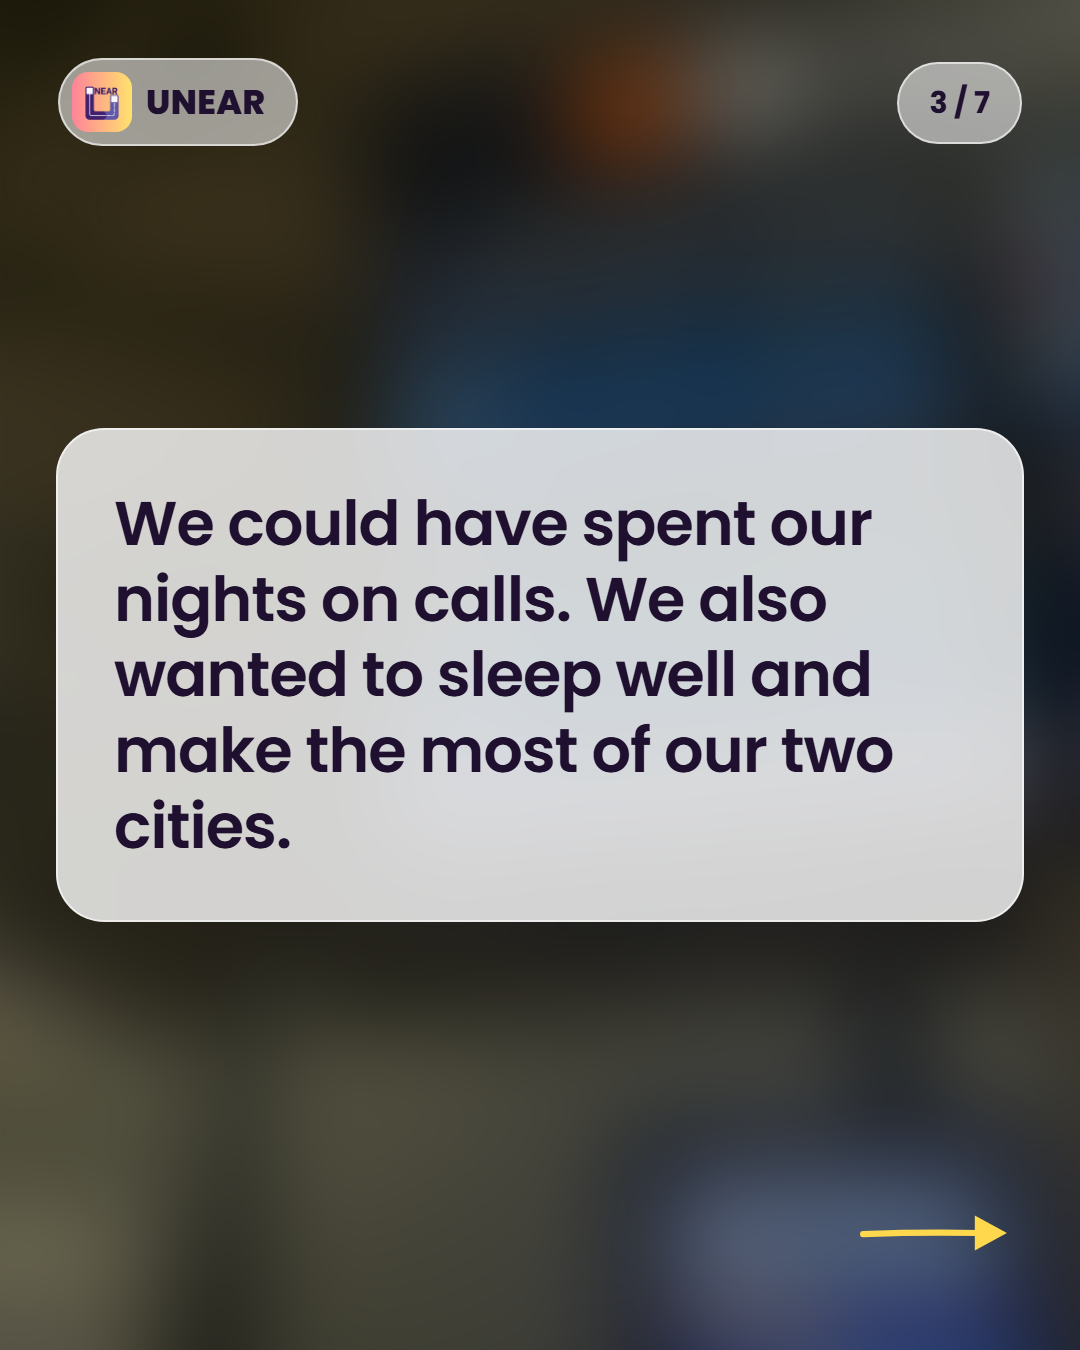 UNEAR
UNEAR
3 / 7
We could have spent our
nights on calls. We also
wanted to sleep well and
make the most of our two
cities.